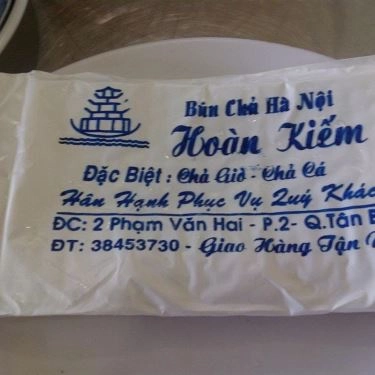 Bún Chả Hà Nội
Hoàn Kiếm
Đặc Biệt : Chả Giò - Chả Cá
Hân Hạnh Phục Vụ Quý Khác
ĐC: 2 Phạm Văn Hai - P.2- Q.Tân
ĐT: 38453730 - Giao Hàng Tận